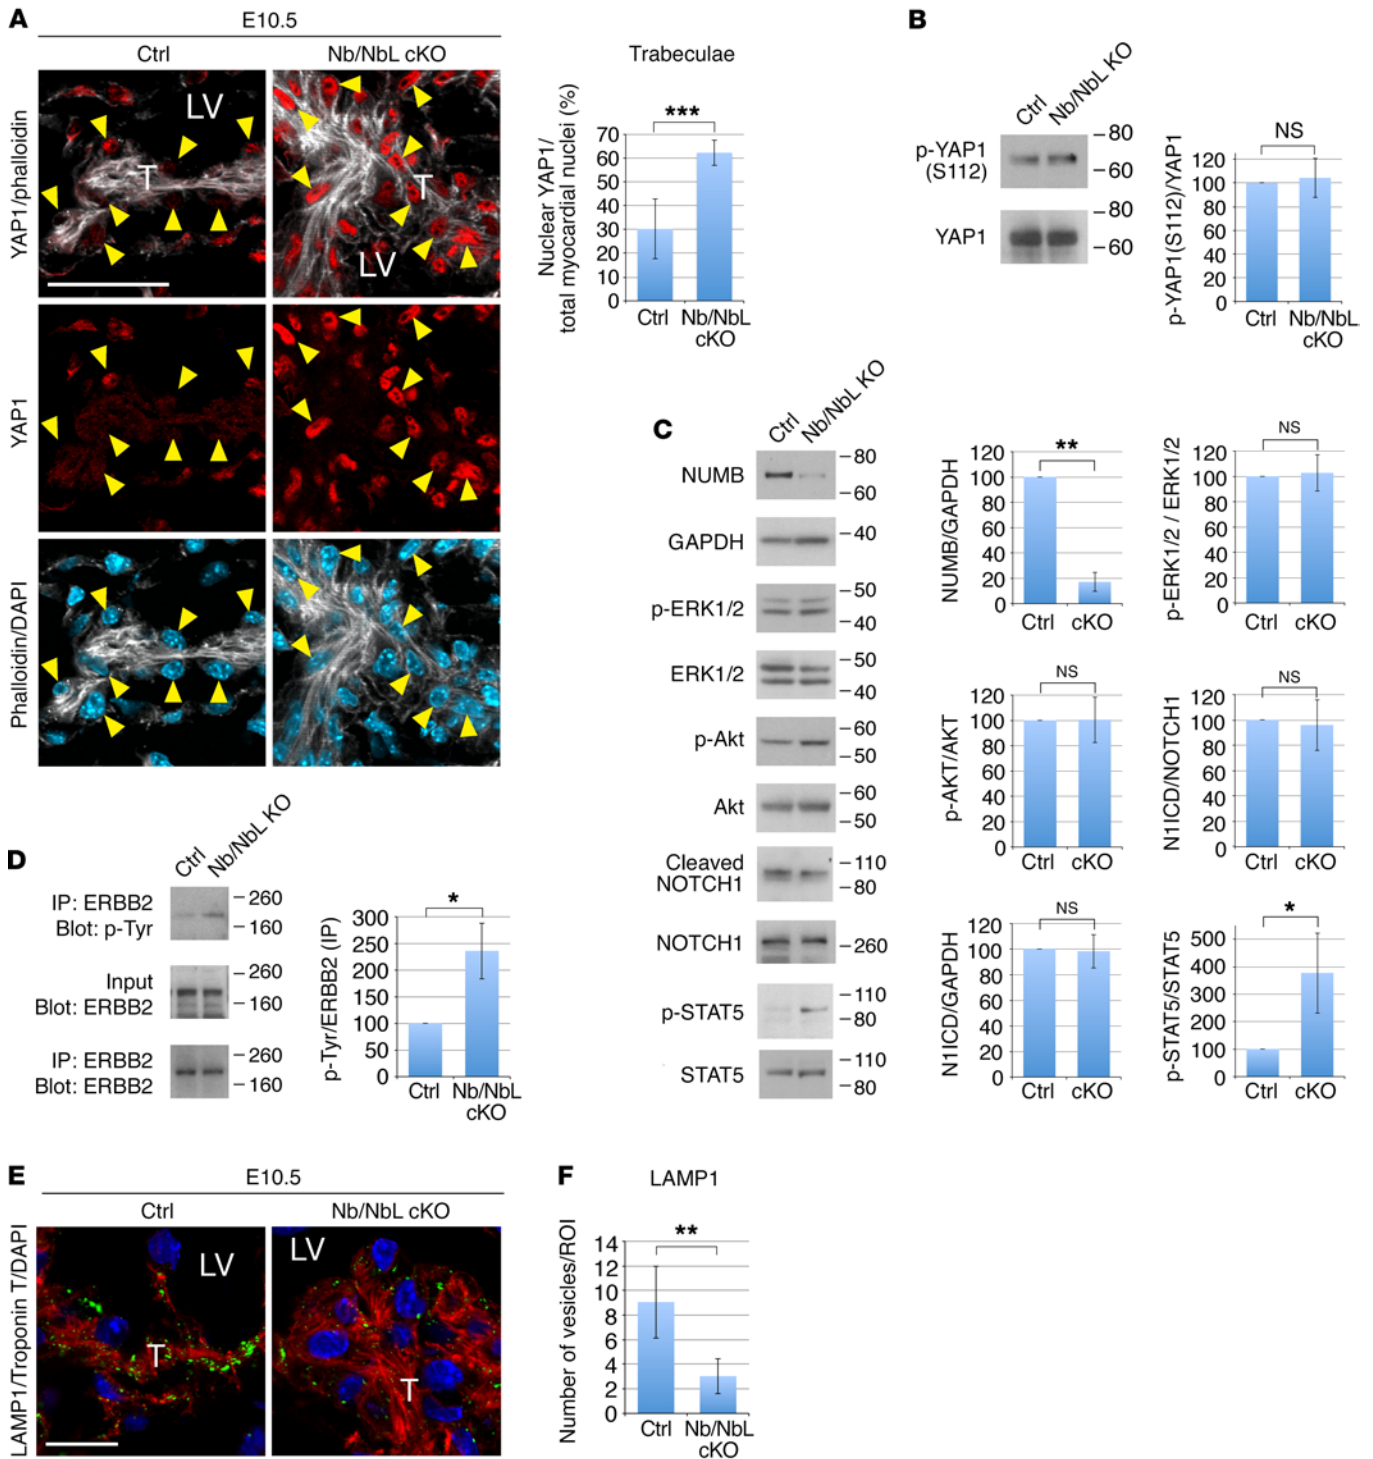 A
E10.5
Ctrl
Nb/NbL cKO
YAP1/phalloidin
LV
T
T
LV
YAP1
Phalloidin/DAPI
Trabeculae
Nuclear YAP1/
total myocardial nuclei (%)
***
70
60
50
40
30
20
10
0
Ctrl
Nb/NbL
cKO
B
Ctrl
Nb/NbL KO
p-YAP1
(S112)
80
60
YAP1
80
60
p-YAP1(S112)/YAP1
NS
120
100
80
60
40
20
0
Ctrl
Nb/NbL
cKO
C
Ctrl
Nb/NbL KO
NUMB
80
60
GAPDH
40
p-ERK1/2
50
40
ERK1/2
50
40
p-Akt
60
50
Akt
60
50
Cleaved
NOTCH1
110
80
NOTCH1
260
p-STAT5
110
80
STAT5
110
80
NUMB/GAPDH
**
120
100
80
60
40
20
0
Ctrl
cKO
p-ERK1/2 / ERK1/2
NS
120
100
80
60
40
20
0
Ctrl
cKO
p-AKT/AKT
NS
120
100
80
60
40
20
0
Ctrl
cKO
N1ICD/NOTCH1
NS
120
100
80
60
40
20
0
Ctrl
cKO
N1ICD/GAPDH
NS
120
100
80
60
40
20
0
Ctrl
cKO
p-STAT5/STAT5
*
500
400
300
200
100
0
Ctrl
cKO
D
Ctrl
Nb/NbL KO
IP: ERBB2
Blot: p-Tyr
260
160
Input
Blot: ERBB2
260
160
IP: ERBB2
Blot: ERBB2
260
160
p-Tyr/ERBB2 (IP)
*
300
250
200
150
100
50
0
Ctrl
Nb/NbL
cKO
E
E10.5
Ctrl
Nb/NbL cKO
LAMP1/Troponin T/DAPI
LV
T
LV
T
F
LAMP1
Number of vesicles/ROI
**
14
12
10
8
6
4
2
0
Ctrl
Nb/NbL
cKO